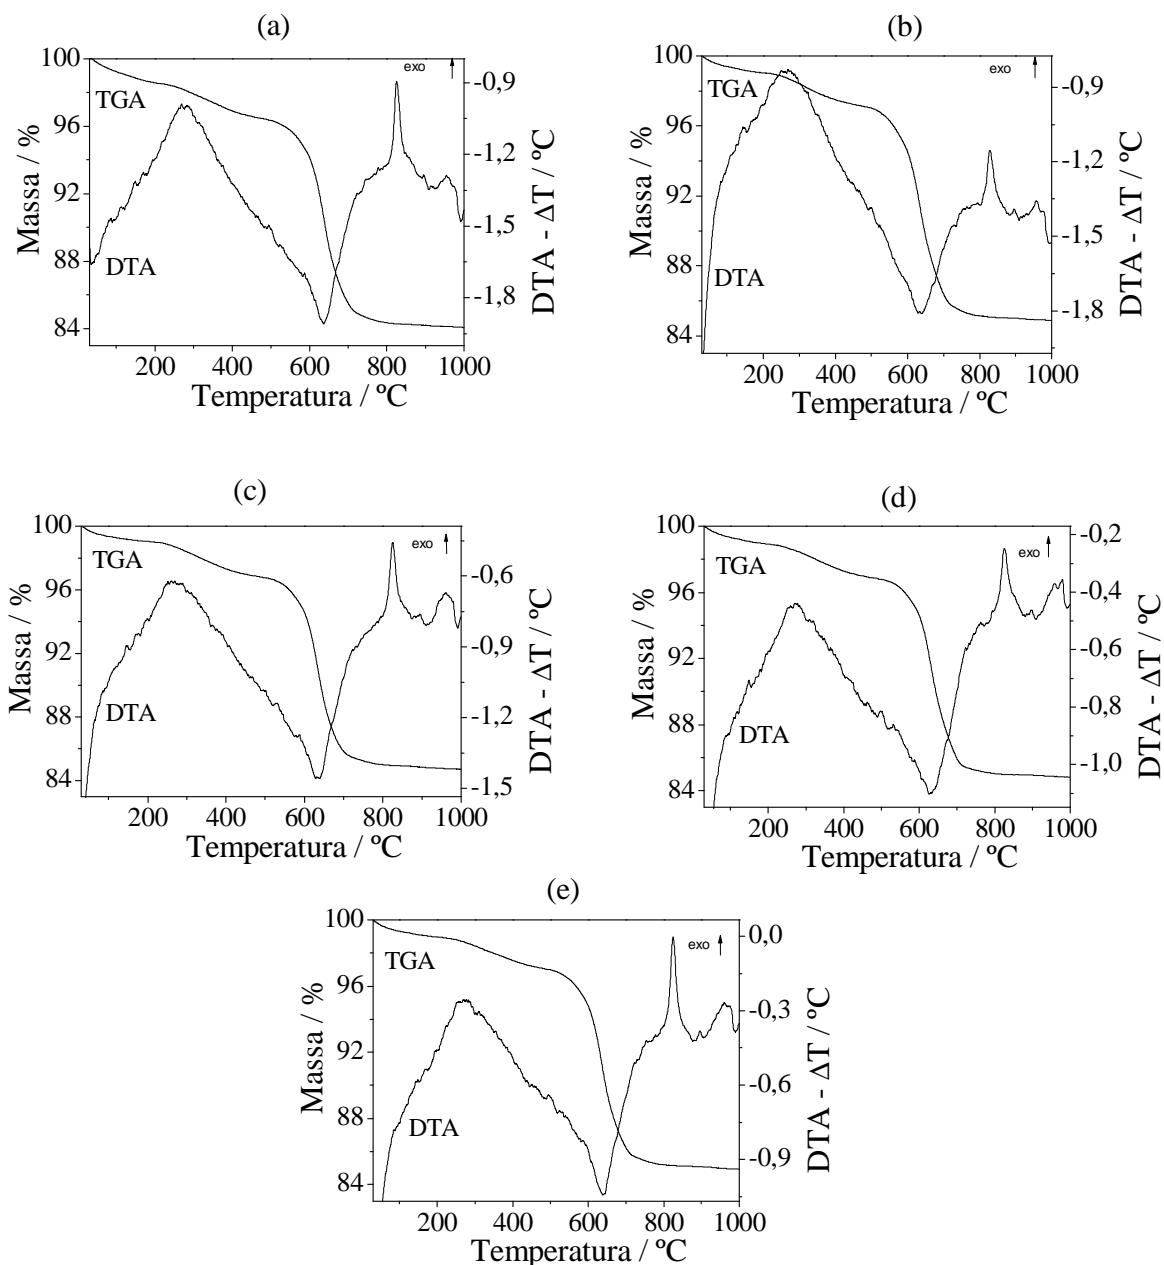 (a)
exo
100
96
92
88
84
-0,9
-1,2
-1,5
-1,8
TGA
DTA
Massa / %
DTA - ΔT / ºC
200 400 600 800 1000
Temperatura / ºC
(b)
exo
100
96
92
88
84
-0,9
-1,2
-1,5
-1,8
TGA
DTA
Massa / %
DTA - ΔT / ºC
200 400 600 800 1000
Temperatura / ºC
(c)
exo
100
96
92
88
84
-0,6
-0,9
-1,2
-1,5
TGA
DTA
Massa / %
DTA - ΔT / ºC
200 400 600 800 1000
Temperatura / ºC
(d)
exo
100
96
92
88
84
-0,2
-0,4
-0,6
-0,8
-1,0
TGA
DTA
Massa / %
DTA - ΔT / ºC
200 400 600 800 1000
Temperatura / ºC
(e)
exo
100
96
92
88
84
0,0
-0,3
-0,6
-0,9
TGA
DTA
Massa / %
DTA - ΔT / ºC
200 400 600 800 1000
Temperatura / ºC